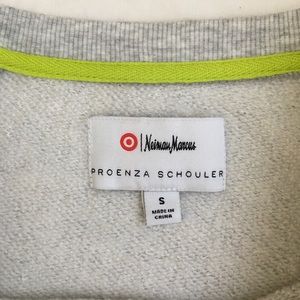 Neiman Marcus
PROENZA SCHOULER
S
MADE IN
CHINA